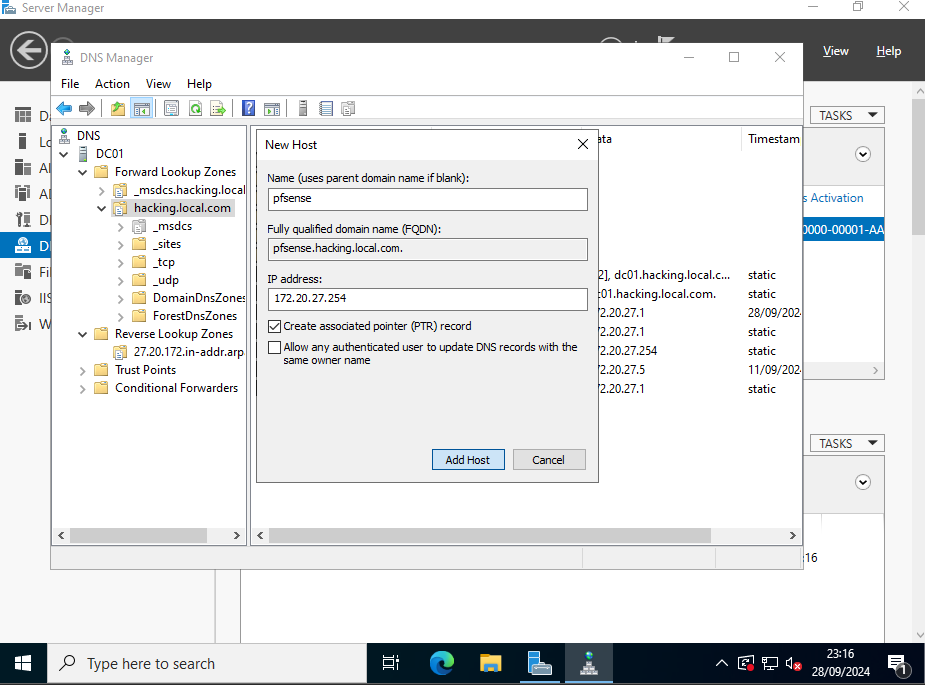 Server Manager
View
Help
DNS Manager
File
Action
View
Help
DNS
DC01
Forward Lookup Zones
_msdcs.hacking.local
hacking.local.com
_msdcs
_sites
_tcp
_udp
DomainDnsZones
ForestDnsZones
Reverse Lookup Zones
27.20.172.in-addr.arp
Trust Points
Conditional Forwarders
New Host
Name (uses parent domain name if blank):
pfsense
Fully qualified domain name (FQDN):
pfsense.hacking.local.com.
IP address:
172.20.27.254
Create associated pointer (PTR) record
Allow any authenticated user to update DNS records with the
same owner name
Add Host
Cancel
ata
Timestam
2], dc01.hacking.local.c...
static
c01.hacking.local.com.
static
72.20.27.1
28/09/2024
72.20.27.1
static
72.20.27.254
static
72.20.27.5
11/09/2024
72.20.27.1
static
TASKS
s Activation
0000-00001-AA
TASKS
:16
Type here to search
23:16
28/09/2024
1